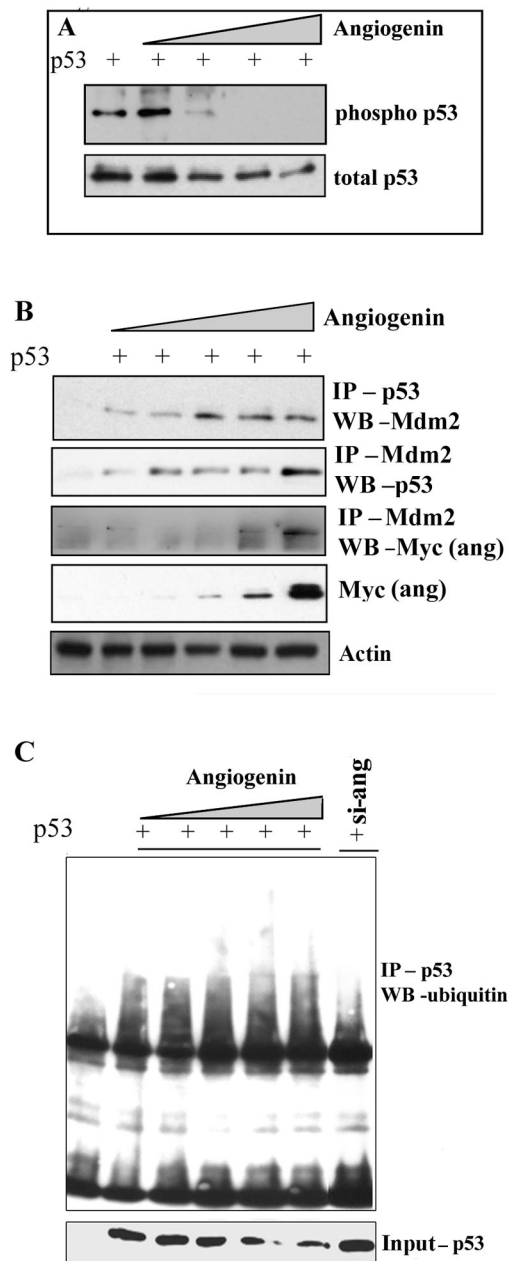 A
Angiogenin
p53 + + + + +
phospho p53
total p53
B
Angiogenin
p53 + + + + +
IP – p53
WB –Mdm2
IP –Mdm2
WB –p53
IP –Mdm2
WB –Myc (ang)
Myc (ang)
Actin
C
Angiogenin
si-ang
p53 + + + + + +
IP – p53
WB -ubiquitin
Input – p53